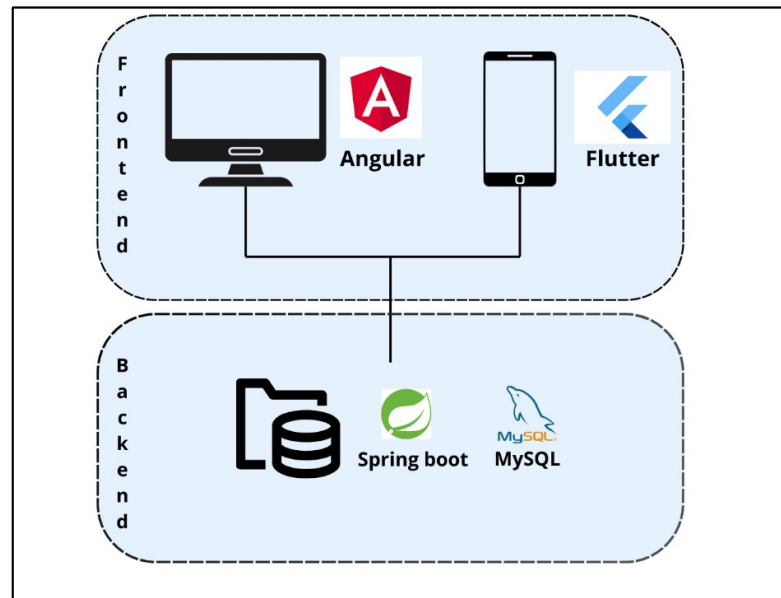 Frontend
Angular
Flutter
Backend
Spring boot
MySQL
MySQL